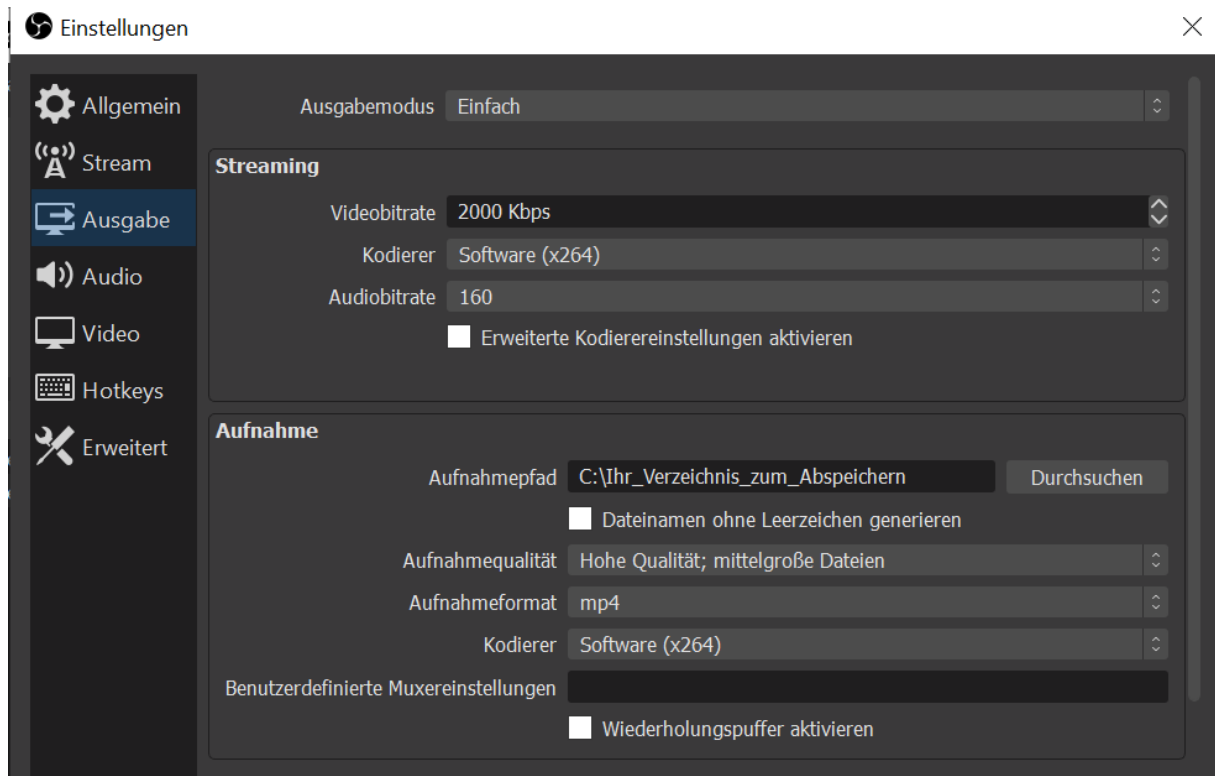 Einstellungen
Allgemein
Stream
Ausgabe
Audio
Video
Hotkeys
Erweitert
Ausgabemodus Einfach
Streaming
Videobitrate 2000 Kbps
Kodierer Software (x264)
Audiobitrate 160
Erweiterte Kodierereinstellungen aktivieren
Aufnahme
Aufnahmepfad C:\Ihr_Verzeichnis_zum_Abspeichern Durchsuchen
Dateinamen ohne Leerzeichen generieren
Aufnahmequalität Hohe Qualität; mittelgroße Dateien
Aufnahmeformat mp4
Kodierer Software (x264)
Benutzerdefinierte Muxereinstellungen
Wiederholungspuffer aktivieren